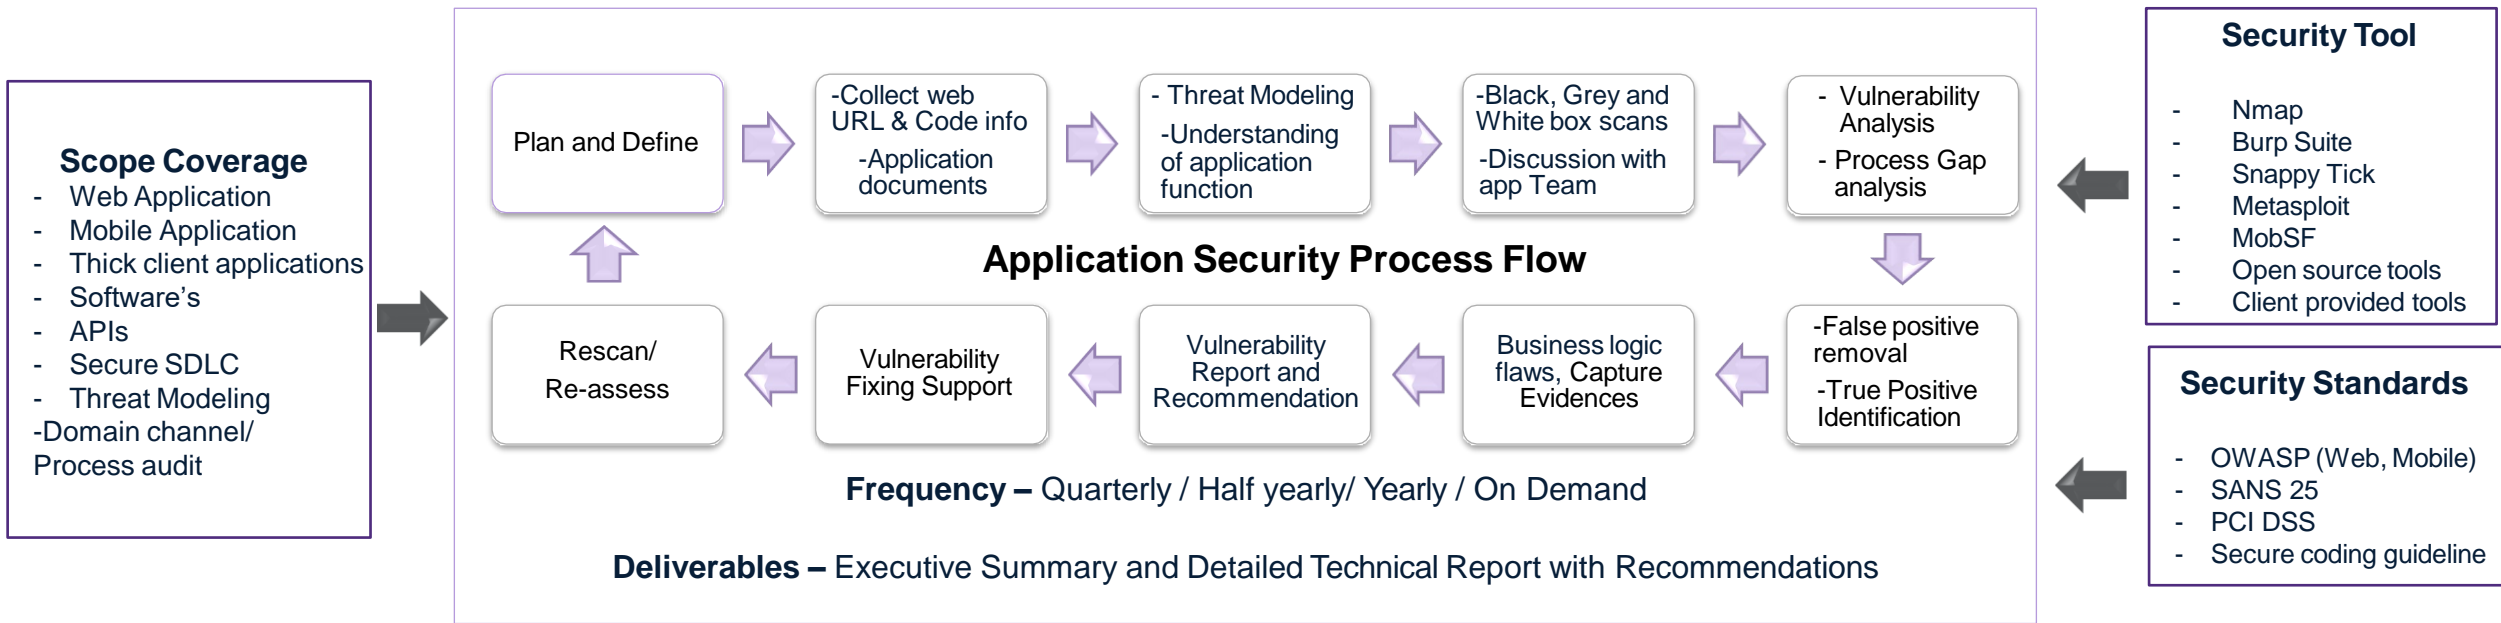 Scope Coverage
- Web Application
- Mobile Application
- Thick client applications
- Software’s
- APIs
- Secure SDLC
- Threat Modeling
-Domain channel/
Process audit
Plan and Define
-Collect web
URL & Code info
-Application
documents
- Threat Modeling
-Understanding
of application
function
-Black, Grey and
White box scans
-Discussion with
app Team
- Vulnerability
Analysis
- Process Gap
analysis
Application Security Process Flow
Rescan/
Re-assess
Vulnerability
Fixing Support
Vulnerability
Report and
Recommendation
Business logic
flaws, Capture
Evidences
-False positive
removal
-True Positive
Identification
Frequency – Quarterly / Half yearly/ Yearly / On Demand
Deliverables – Executive Summary and Detailed Technical Report with Recommendations
Security Tool
- Nmap
- Burp Suite
- Snappy Tick
- Metasploit
- MobSF
- Open source tools
- Client provided tools
Security Standards
- OWASP (Web, Mobile)
- SANS 25
- PCI DSS
- Secure coding guideline